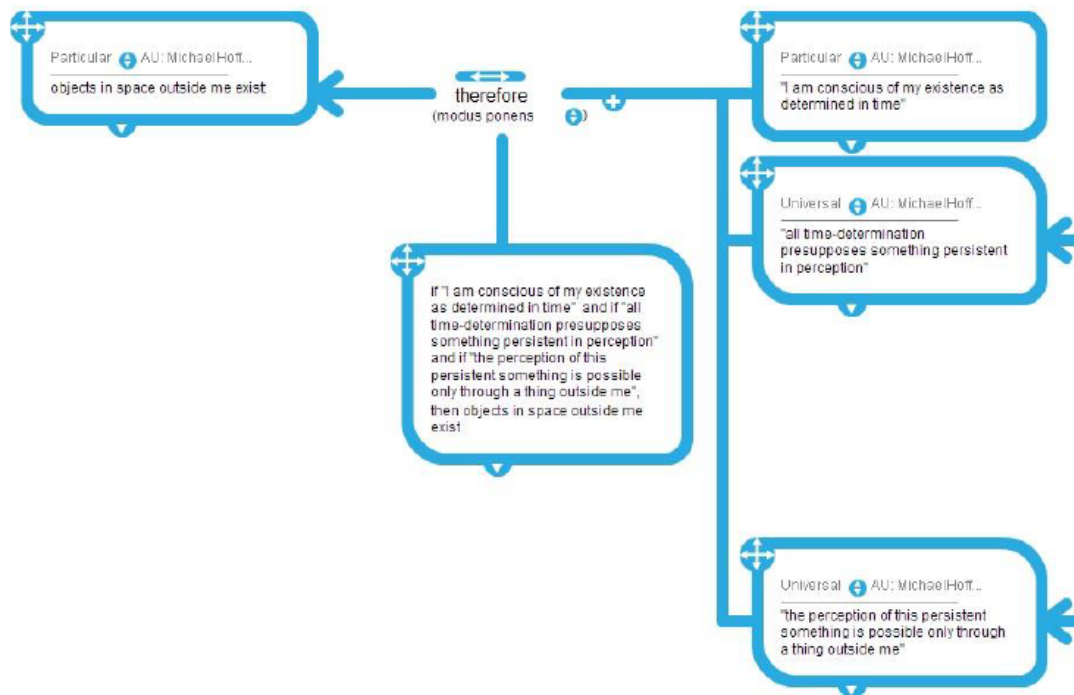 Particular AU: MichaelHoff...
objects in space outside me exist
therefore
(modus ponens )
Particular AU: MichaelHoff...
"I am conscious of my existence as
determined in time"
Universal AU: MichaelHoff...
"all time-determination
presupposes something persistent
in perception"
if "I am conscious of my existence
as determined in time" and if "all
time-determination presupposes
something persistent in perception"
and if "the perception of this
persistent something is possible
only through a thing outside me",
then objects in space outside me
exist
Universal AU: MichaelHoff...
"the perception of this persistent
something is possible only through
a thing outside me"